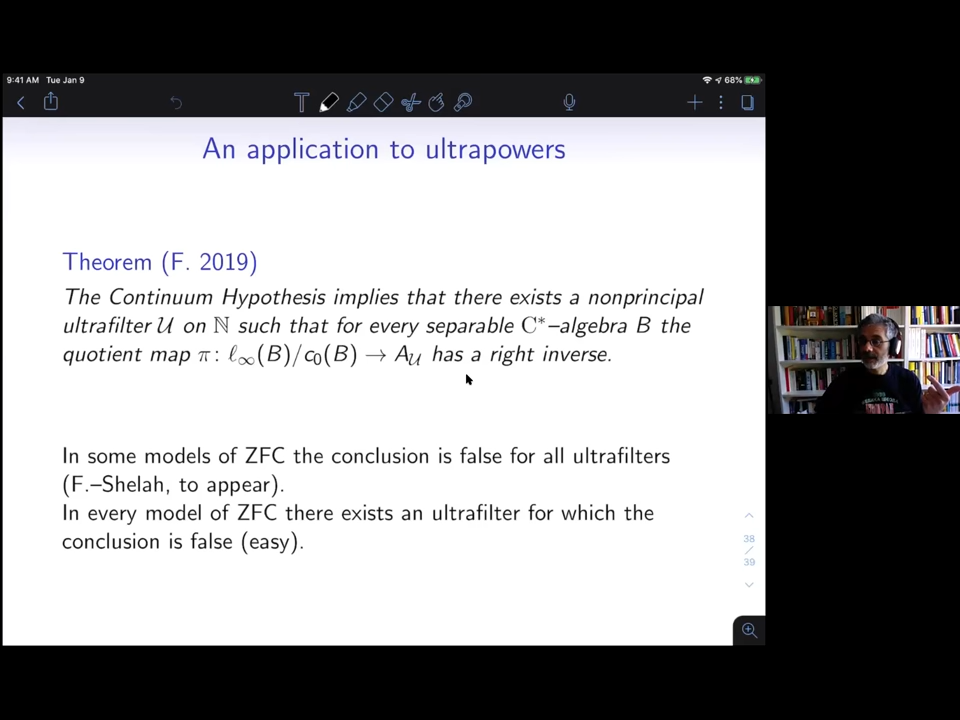 9:41 AM Tue Jan 9
68%
An application to ultrapowers
Theorem (F. 2019)
The Continuum Hypothesis implies that there exists a nonprincipal
ultrafilter 𝒰 on ℕ such that for every separable C*–algebra B the
quotient map π: ℓ∞(B)/c₀(B) → A_𝒰 has a right inverse.
In some models of ZFC the conclusion is false for all ultrafilters
(F.–Shelah, to appear).
In every model of ZFC there exists an ultrafilter for which the
conclusion is false (easy).
38
/
39